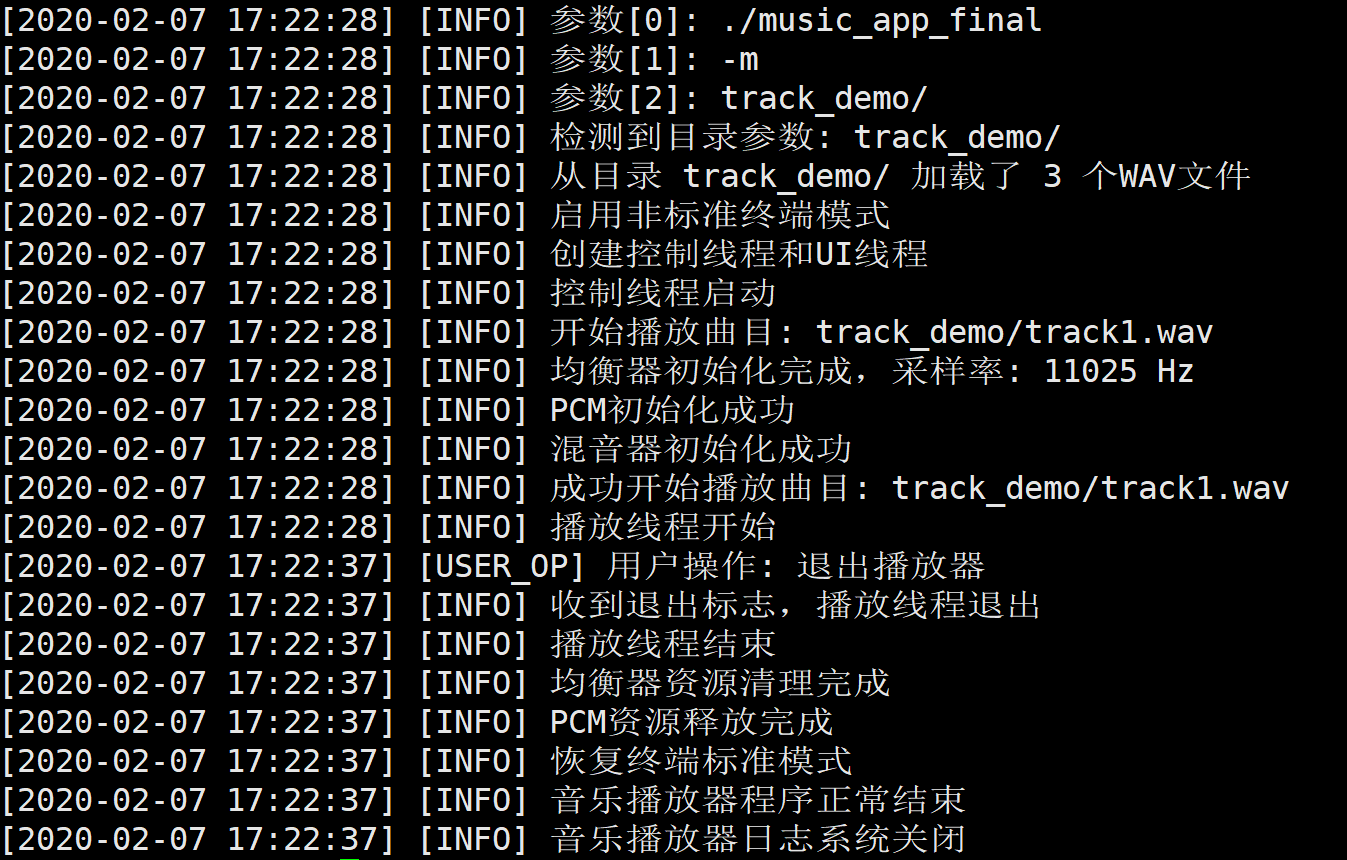 [2020-02-07 17:22:28] [INFO] 参数[0]: ./music_app_final
[2020-02-07 17:22:28] [INFO] 参数[1]: -m
[2020-02-07 17:22:28] [INFO] 参数[2]: track_demo/
[2020-02-07 17:22:28] [INFO] 检测到目录参数: track_demo/
[2020-02-07 17:22:28] [INFO] 从目录 track_demo/ 加载了 3 个WAV文件
[2020-02-07 17:22:28] [INFO] 启用非标准终端模式
[2020-02-07 17:22:28] [INFO] 创建控制线程和UI线程
[2020-02-07 17:22:28] [INFO] 控制线程启动
[2020-02-07 17:22:28] [INFO] 开始播放曲目: track_demo/track1.wav
[2020-02-07 17:22:28] [INFO] 均衡器初始化完成，采样率: 11025 Hz
[2020-02-07 17:22:28] [INFO] PCM初始化成功
[2020-02-07 17:22:28] [INFO] 混音器初始化成功
[2020-02-07 17:22:28] [INFO] 成功开始播放曲目: track_demo/track1.wav
[2020-02-07 17:22:28] [INFO] 播放线程开始
[2020-02-07 17:22:37] [USER_OP] 用户操作: 退出播放器
[2020-02-07 17:22:37] [INFO] 收到退出标志，播放线程退出
[2020-02-07 17:22:37] [INFO] 播放线程结束
[2020-02-07 17:22:37] [INFO] 均衡器资源清理完成
[2020-02-07 17:22:37] [INFO] PCM资源释放完成
[2020-02-07 17:22:37] [INFO] 恢复终端标准模式
[2020-02-07 17:22:37] [INFO] 音乐播放器程序正常结束
[2020-02-07 17:22:37] [INFO] 音乐播放器日志系统关闭